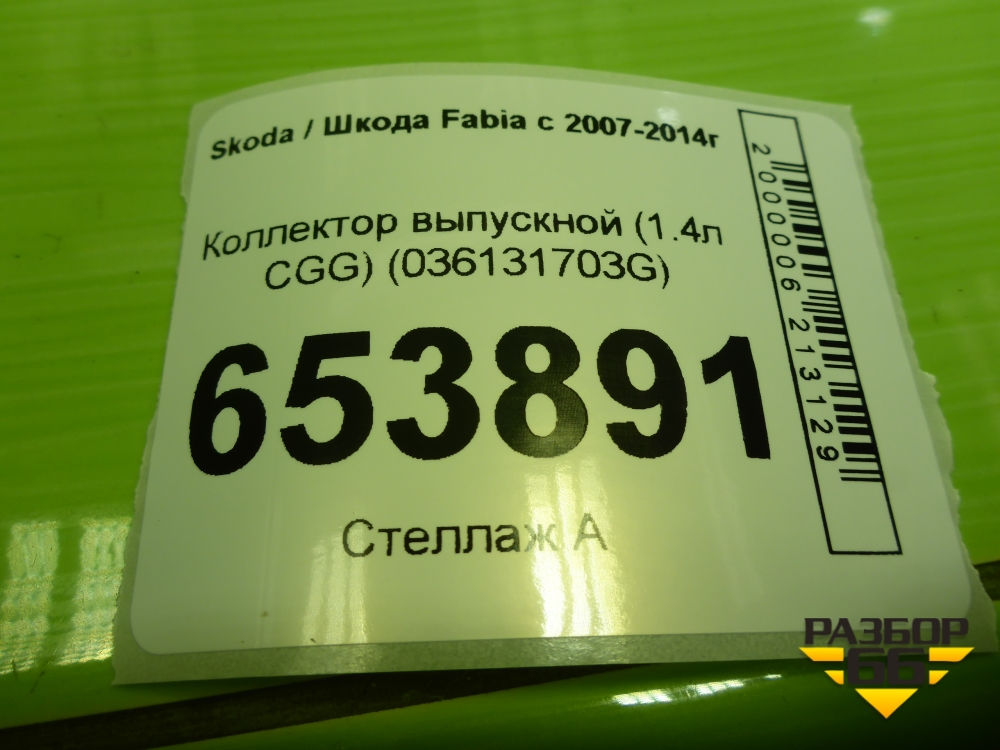 Skoda / Шкода Fabia с 2007-2014г
Коллектор выпускной (1.4л
CGG) (036131703G)
653891
Стеллаж А
2000006213129
РАЗБОР
66